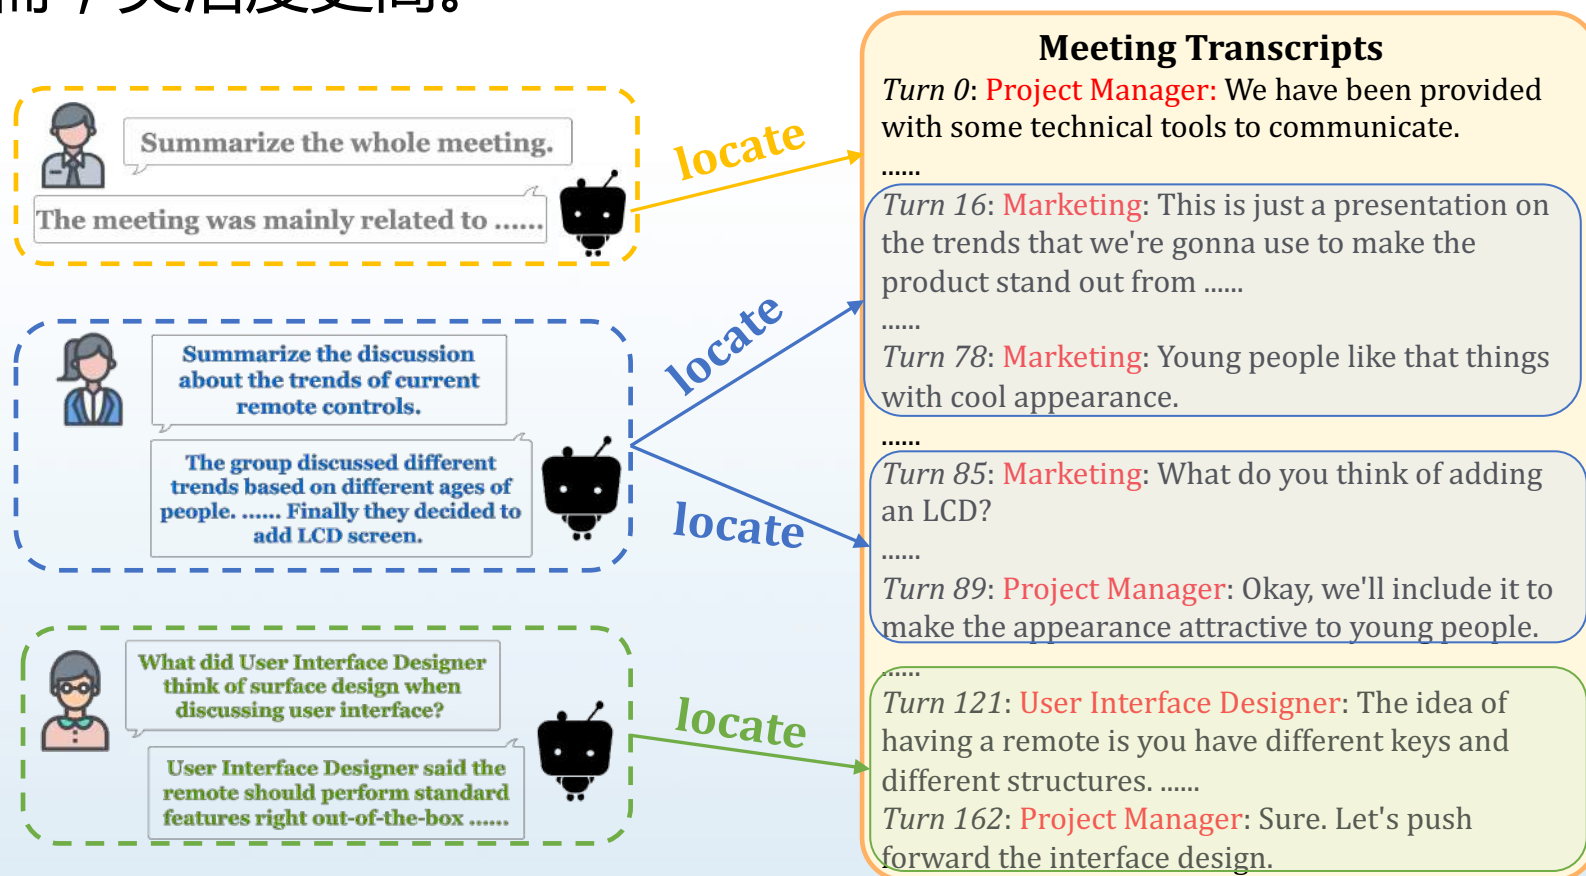 而，灵活度更高。
Summarize the whole meeting.
The meeting was mainly related to ......
locate
Summarize the discussion
about the trends of current
remote controls.
The group discussed different
trends based on different ages of
people. ...... Finally they decided to
add LCD screen.
locate
locate
What did User Interface Designer
think of surface design when
discussing user interface?
User Interface Designer said the
remote should perform standard
features right out-of-the-box ......
locate
Meeting Transcripts
Turn 0: Project Manager: We have been provided
with some technical tools to communicate.
......
Turn 16: Marketing: This is just a presentation on
the trends that we're gonna use to make the
product stand out from ......
......
Turn 78: Marketing: Young people like that things
with cool appearance.
......
Turn 85: Marketing: What do you think of adding
an LCD?
......
Turn 89: Project Manager: Okay, we'll include it to
make the appearance attractive to young people.
......
Turn 121: User Interface Designer: The idea of
having a remote is you have different keys and
different structures. ......
Turn 162: Project Manager: Sure. Let's push
forward the interface design.